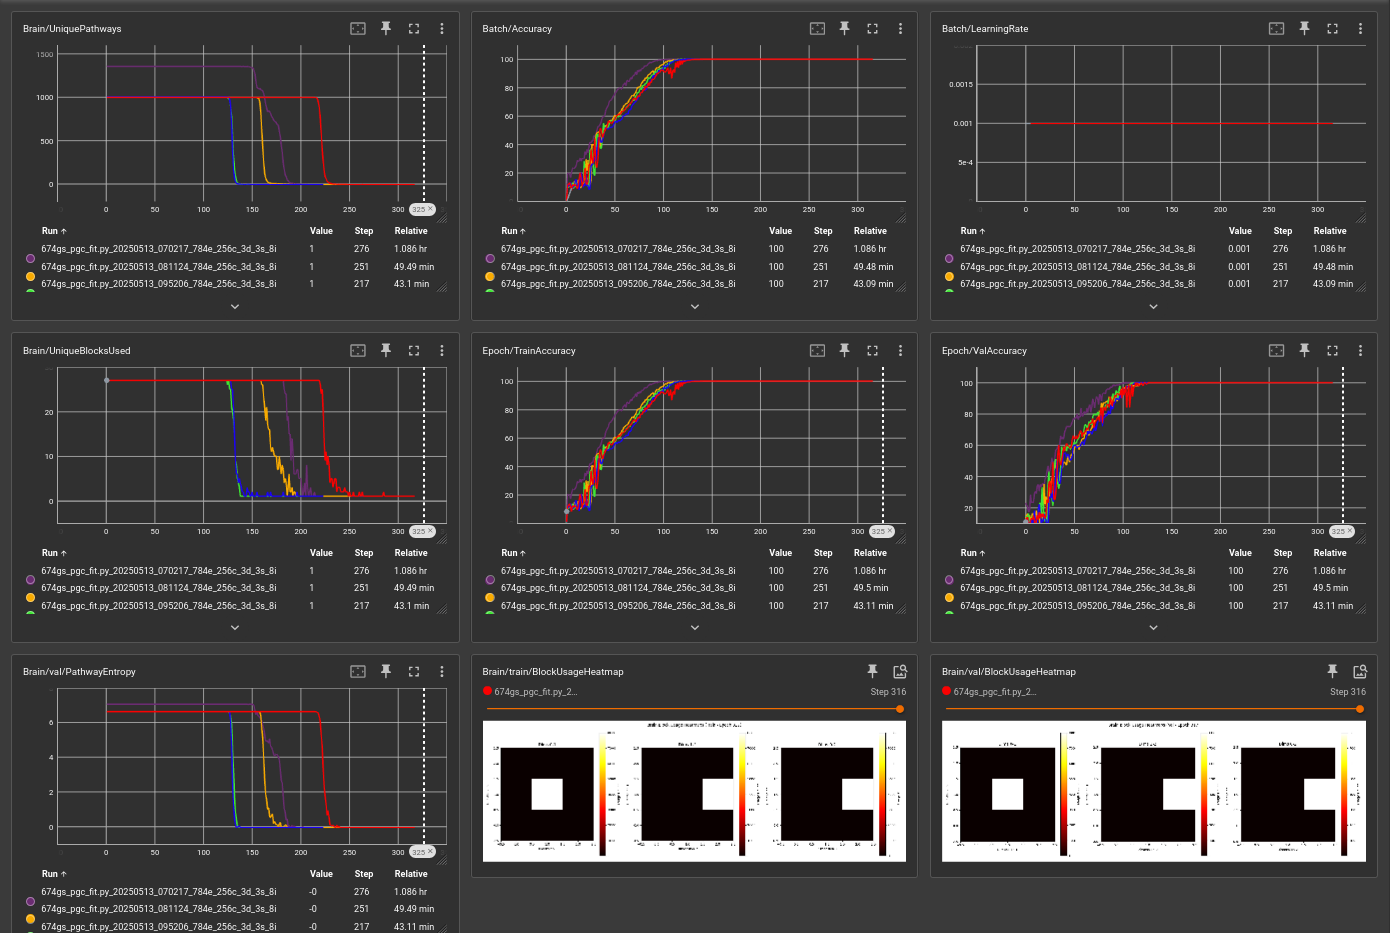 Brain/UniquePathways
1500
1000
500
0
0 50 100 150 200 250 300 325 ×
Run ↑ Value Step Relative
674gs_pgc_fit.py_20250513_070217_784e_256c_3d_3s_8i 1 276 1.086 hr
674gs_pgc_fit.py_20250513_081124_784e_256c_3d_3s_8i 1 251 49.49 min
674gs_pgc_fit.py_20250513_095206_784e_256c_3d_3s_8i 1 217 43.1 min
Batch/Accuracy
100
80
60
40
20
0 50 100 150 200 250 300
Run ↑ Value Step Relative
674gs_pgc_fit.py_20250513_070217_784e_256c_3d_3s_8i 100 276 1.086 hr
674gs_pgc_fit.py_20250513_081124_784e_256c_3d_3s_8i 100 251 49.48 min
674gs_pgc_fit.py_20250513_095206_784e_256c_3d_3s_8i 100 217 43.09 min
Batch/LearningRate
0.0015
0.001
5e-4
0 50 100 150 200 250 300
Run ↑ Value Step Relative
674gs_pgc_fit.py_20250513_070217_784e_256c_3d_3s_8i 0.001 276 1.086 hr
674gs_pgc_fit.py_20250513_081124_784e_256c_3d_3s_8i 0.001 251 49.48 min
674gs_pgc_fit.py_20250513_095206_784e_256c_3d_3s_8i 0.001 217 43.09 min
Brain/UniqueBlocksUsed
20
10
0
0 50 100 150 200 250 300 325 ×
Run ↑ Value Step Relative
674gs_pgc_fit.py_20250513_070217_784e_256c_3d_3s_8i 1 276 1.086 hr
674gs_pgc_fit.py_20250513_081124_784e_256c_3d_3s_8i 1 251 49.49 min
674gs_pgc_fit.py_20250513_095206_784e_256c_3d_3s_8i 1 217 43.1 min
Epoch/TrainAccuracy
100
80
60
40
20
0 50 100 150 200 250 300 325 ×
Run ↑ Value Step Relative
674gs_pgc_fit.py_20250513_070217_784e_256c_3d_3s_8i 100 276 1.086 hr
674gs_pgc_fit.py_20250513_081124_784e_256c_3d_3s_8i 100 251 49.5 min
674gs_pgc_fit.py_20250513_095206_784e_256c_3d_3s_8i 100 217 43.11 min
Epoch/ValAccuracy
100
80
60
40
20
0 50 100 150 200 250 300 325 ×
Run ↑ Value Step Relative
674gs_pgc_fit.py_20250513_070217_784e_256c_3d_3s_8i 100 276 1.086 hr
674gs_pgc_fit.py_20250513_081124_784e_256c_3d_3s_8i 100 251 49.5 min
674gs_pgc_fit.py_20250513_095206_784e_256c_3d_3s_8i 100 217 43.11 min
Brain/val/PathwayEntropy
6
4
2
0
0 50 100 150 200 250 300 325 ×
Run ↑ Value Step Relative
674gs_pgc_fit.py_20250513_070217_784e_256c_3d_3s_8i -0 276 1.086 hr
674gs_pgc_fit.py_20250513_081124_784e_256c_3d_3s_8i -0 251 49.49 min
674gs_pgc_fit.py_20250513_095206_784e_256c_3d_3s_8i -0 217 43.11 min
Brain/train/BlockUsageHeatmap
674gs_pgc_fit.py_2... Step 316
Brain/val/BlockUsageHeatmap
674gs_pgc_fit.py_2... Step 316